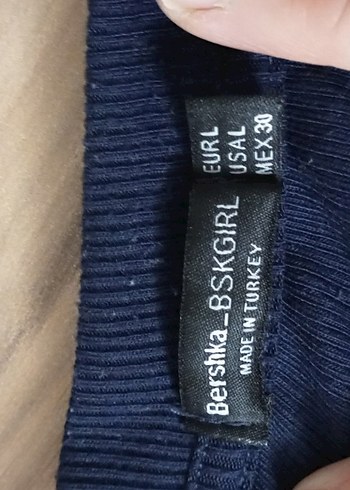 EUR L
USA L
MEX 30
Bershka_BSKGIRL
MADE IN TURKEY